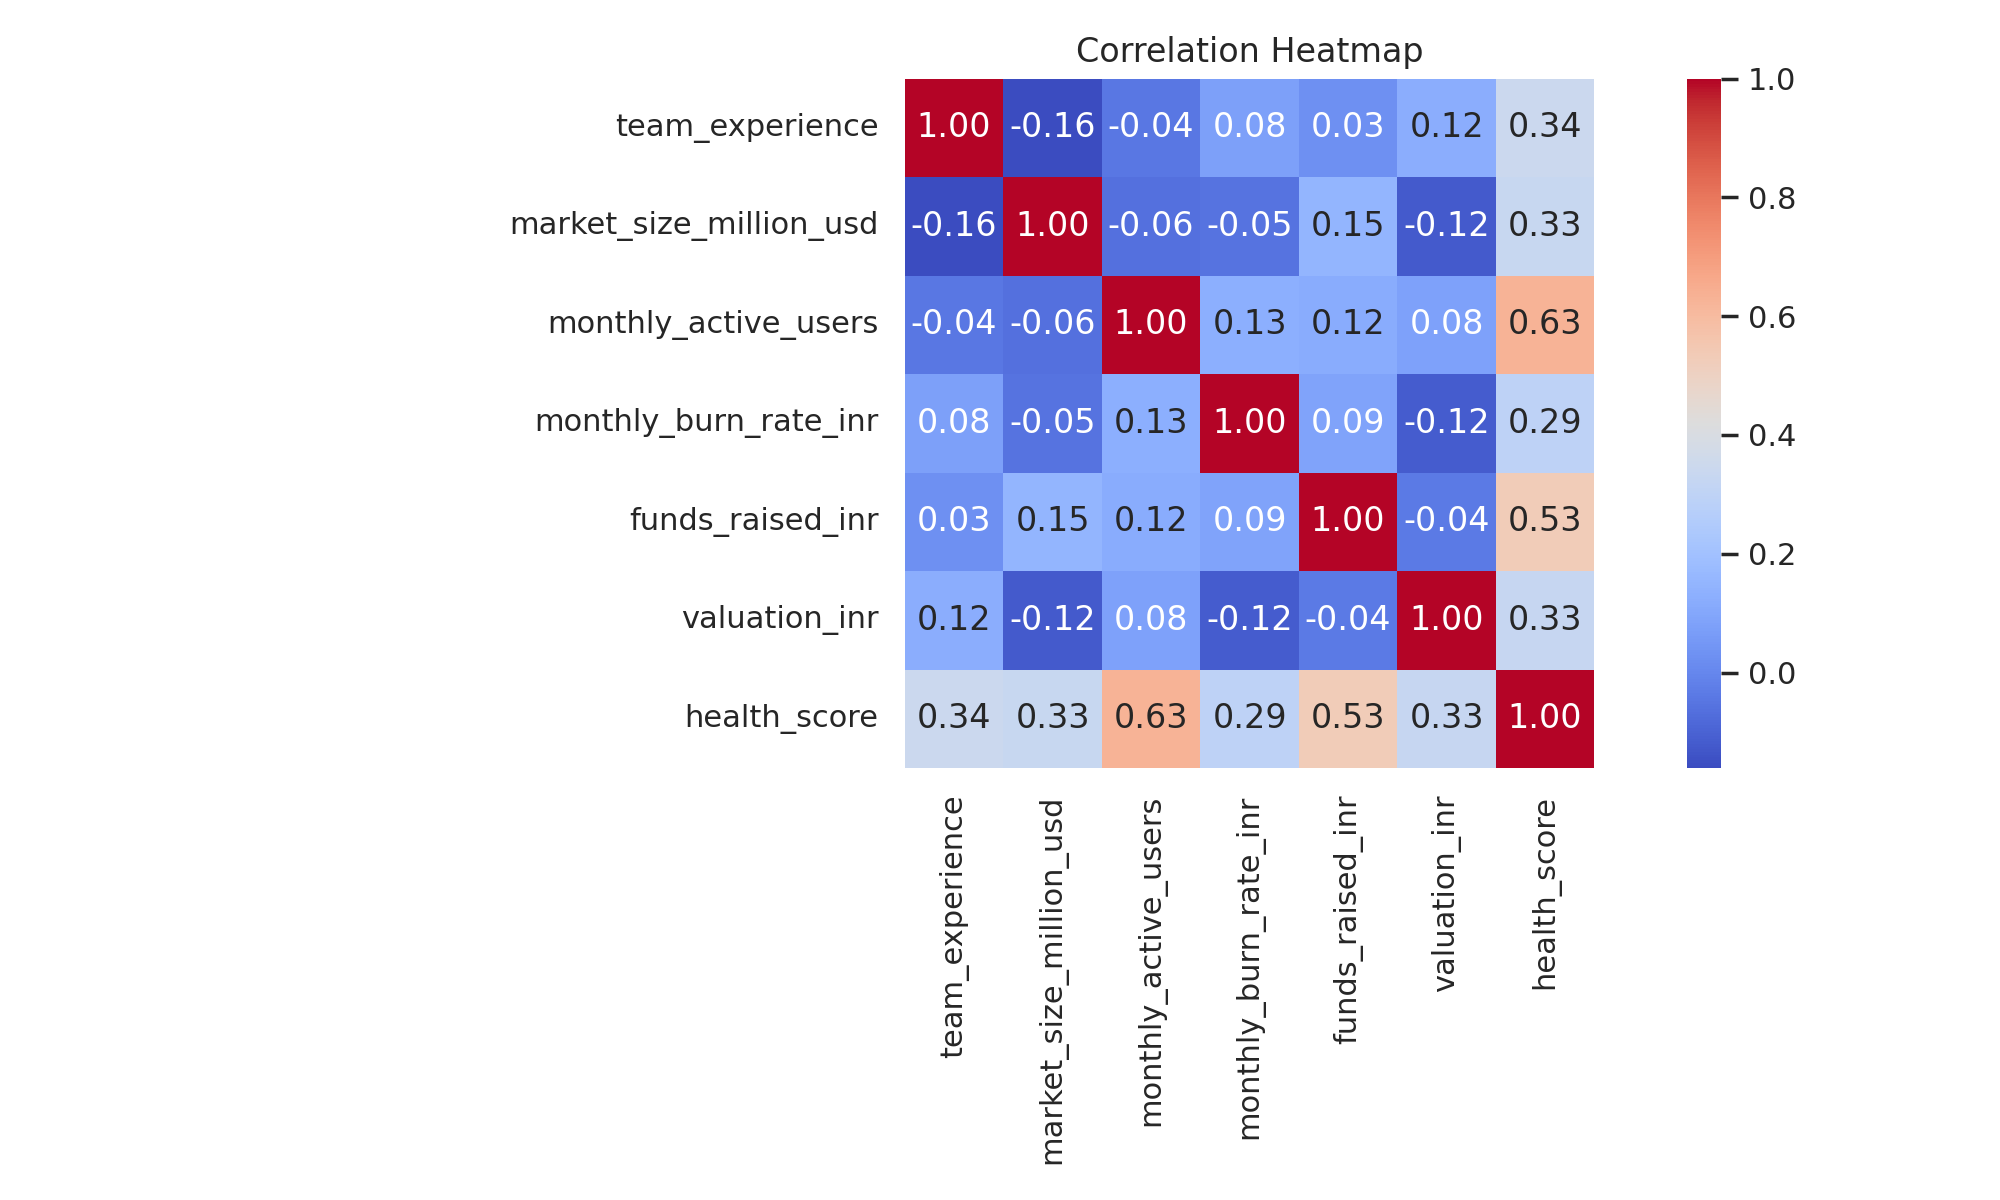 Correlation Heatmap
team_experience 1.00 -0.16 -0.04 0.08 0.03 0.12 0.34
market_size_million_usd -0.16 1.00 -0.06 -0.05 0.15 -0.12 0.33
monthly_active_users -0.04 -0.06 1.00 0.13 0.12 0.08 0.63
monthly_burn_rate_inr 0.08 -0.05 0.13 1.00 0.09 -0.12 0.29
funds_raised_inr 0.03 0.15 0.12 0.09 1.00 -0.04 0.53
valuation_inr 0.12 -0.12 0.08 -0.12 -0.04 1.00 0.33
health_score 0.34 0.33 0.63 0.29 0.53 0.33 1.00
team_experience
market_size_million_usd
monthly_active_users
monthly_burn_rate_inr
funds_raised_inr
valuation_inr
health_score
1.0
0.8
0.6
0.4
0.2
0.0